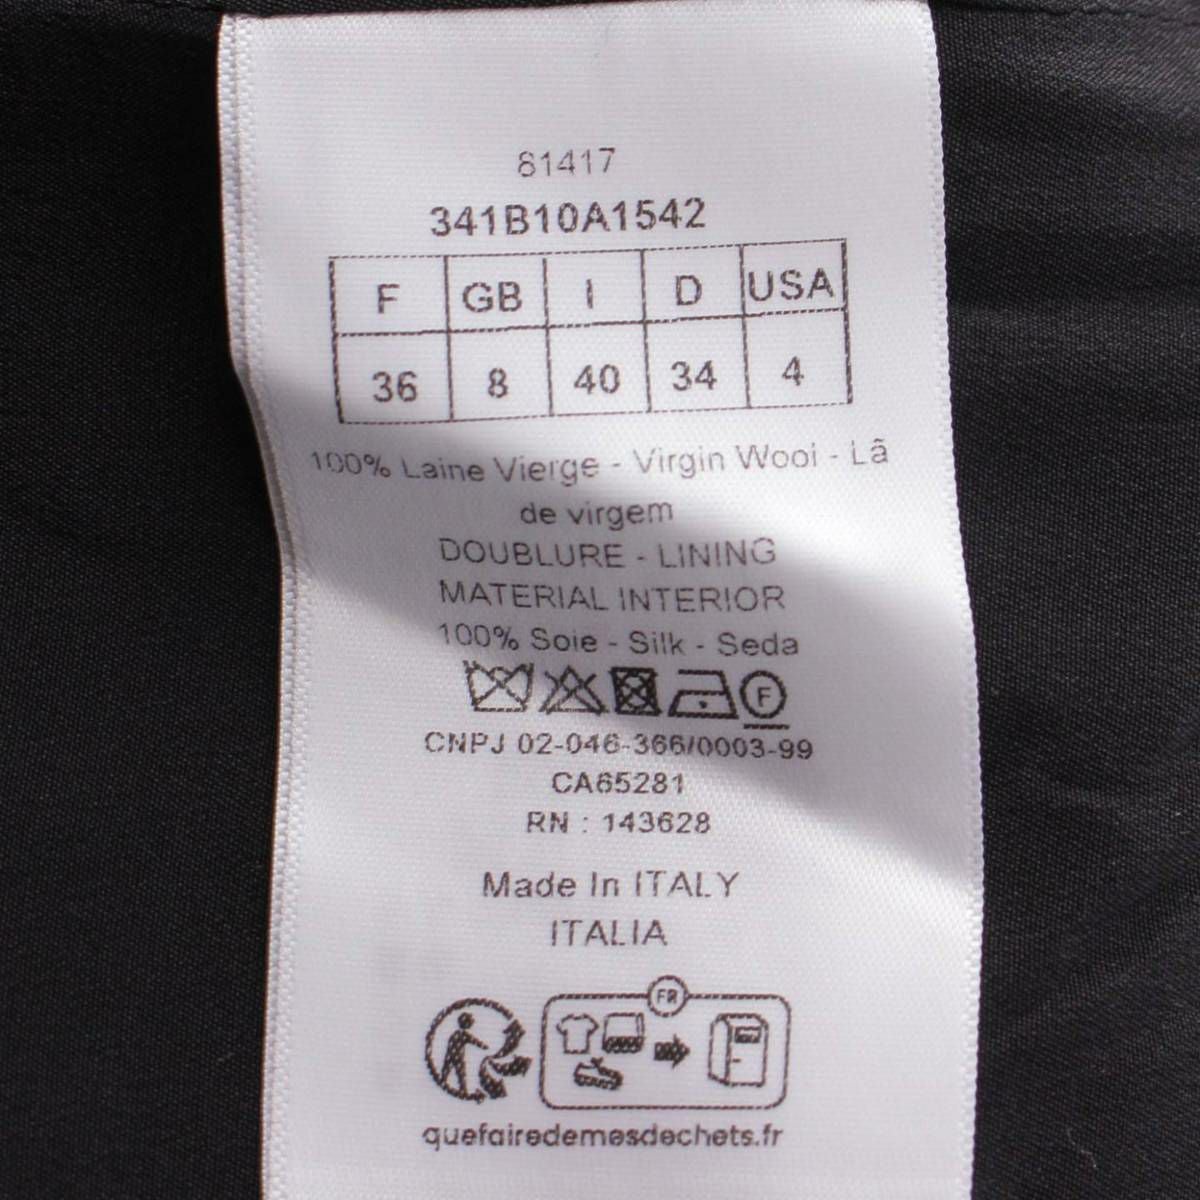 81417
341B10A1542
F GB I D USA
36 8 40 34 4
100% Laine Vierge - Virgin Wool - Lã
de virgem
DOUBLURE - LINING
MATERIAL INTERIOR
100% Soie - Silk - Seda
F
CNPJ 02-046-366/0003-99
CA65281
RN : 143628
Made In ITALY
ITALIA
FR
quefairedemesdechets.fr